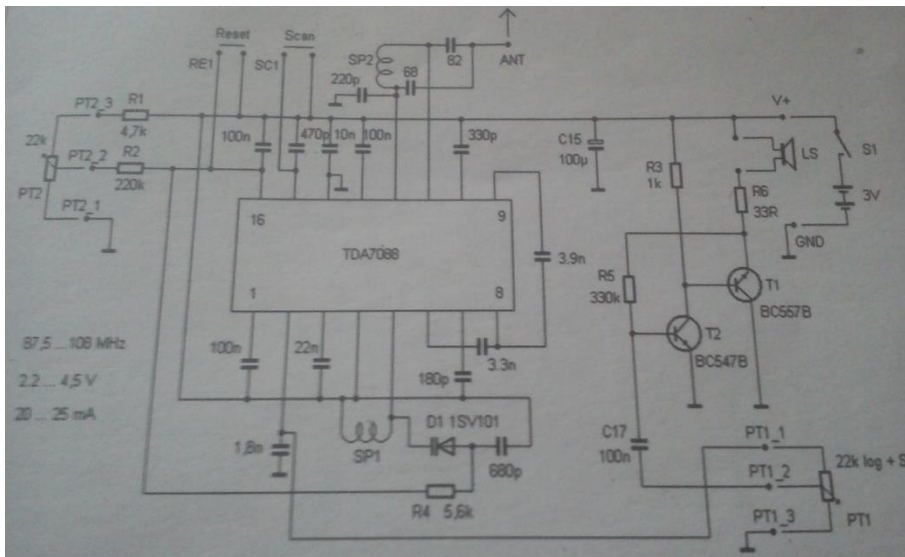 Reset
Scan
RE1
SC1
SP2
82
ANT
68
220p
PT2_3
R1
4,7k
22k
PT2_2
R2
220k
PT2
PT2_1
100n
470p
10n
100n
330p
C15
100µ
V+
S1
LS
R3
1k
R6
33R
3V
GND
16
9
TDA7088
1
8
3.9n
R5
330k
T1
BC557B
T2
BC547B
87,5 ... 108 MHz
2.2 ... 4,5 V
20 ... 25 mA
100n
22n
3.3n
180p
D1 1SV101
SP1
1,8n
680p
R4 5,6k
C17
100n
PT1_1
PT1_2
22k log + S
PT1_3
PT1